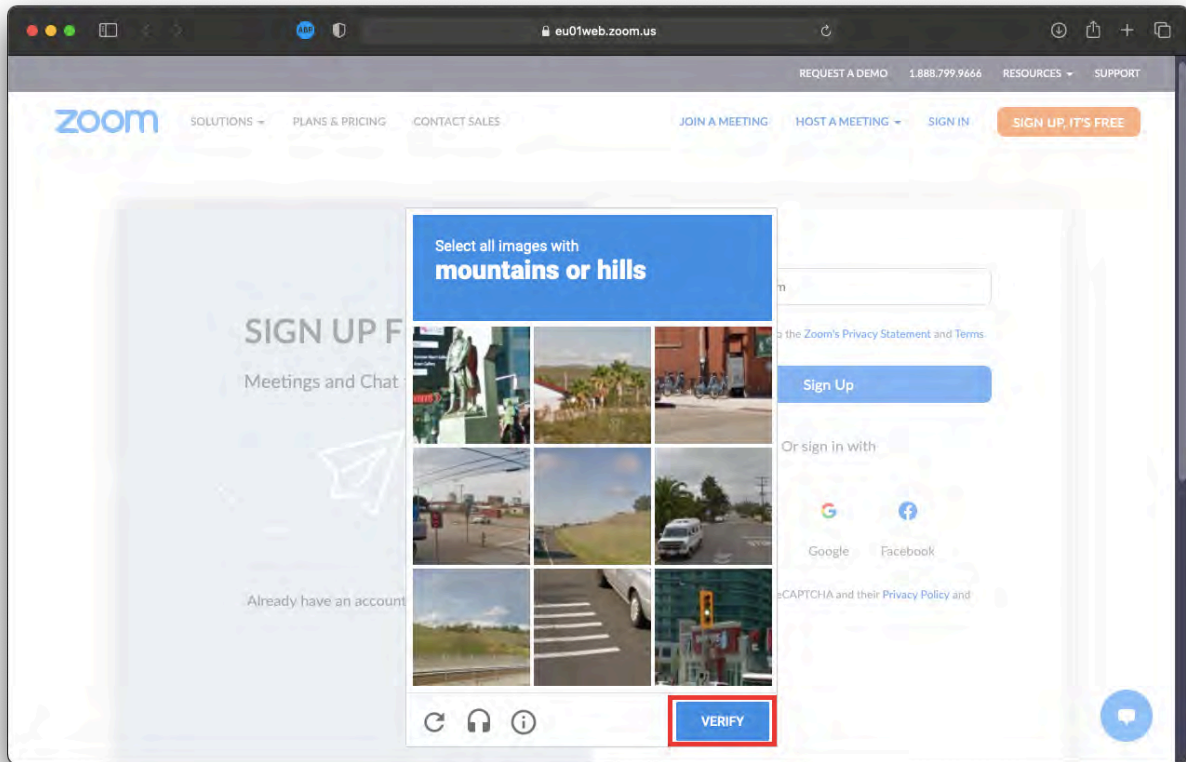 eu01web.zoom.us
ABP
REQUEST A DEMO 1.888.799.9666 RESOURCES SUPPORT
zoom SOLUTIONS PLANS & PRICING CONTACT SALES JOIN A MEETING HOST A MEETING SIGN IN SIGN UP, IT'S FREE
Select all images with
mountains or hills
SIGN UP F
Meetings and Chat
m
the Zoom's Privacy Statement and Terms.
Sign Up
Or sign in with
Google Facebook
Already have an account
eCAPTCHA and their Privacy Policy and
VERIFY